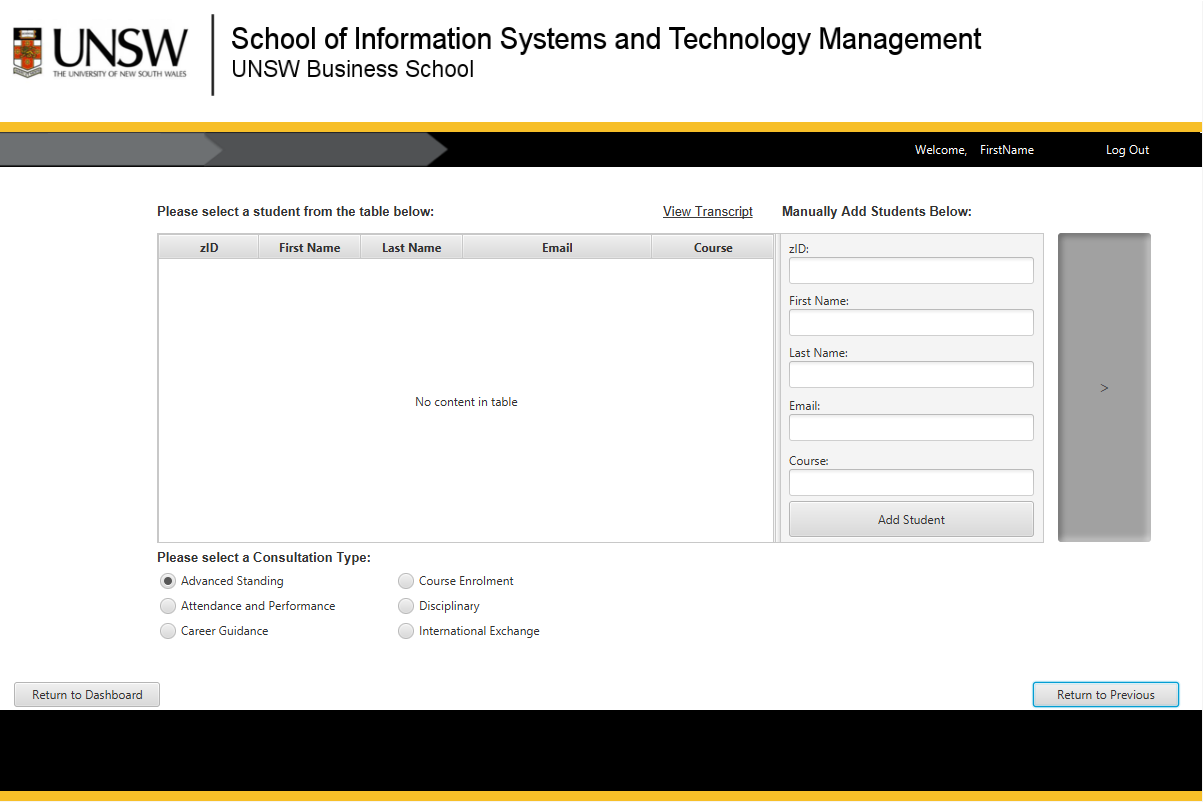 UNSW
THE UNIVERSITY OF NEW SOUTH WALES
School of Information Systems and Technology Management
UNSW Business School
Welcome, FirstName Log Out
Please select a student from the table below: View Transcript Manually Add Students Below:
zID First Name Last Name Email Course
zID:
First Name:
Last Name:
No content in table
>
Email:
Course:
Add Student
Please select a Consultation Type:
Advanced Standing Course Enrolment
Attendance and Performance Disciplinary
Career Guidance International Exchange
Return to Dashboard Return to Previous